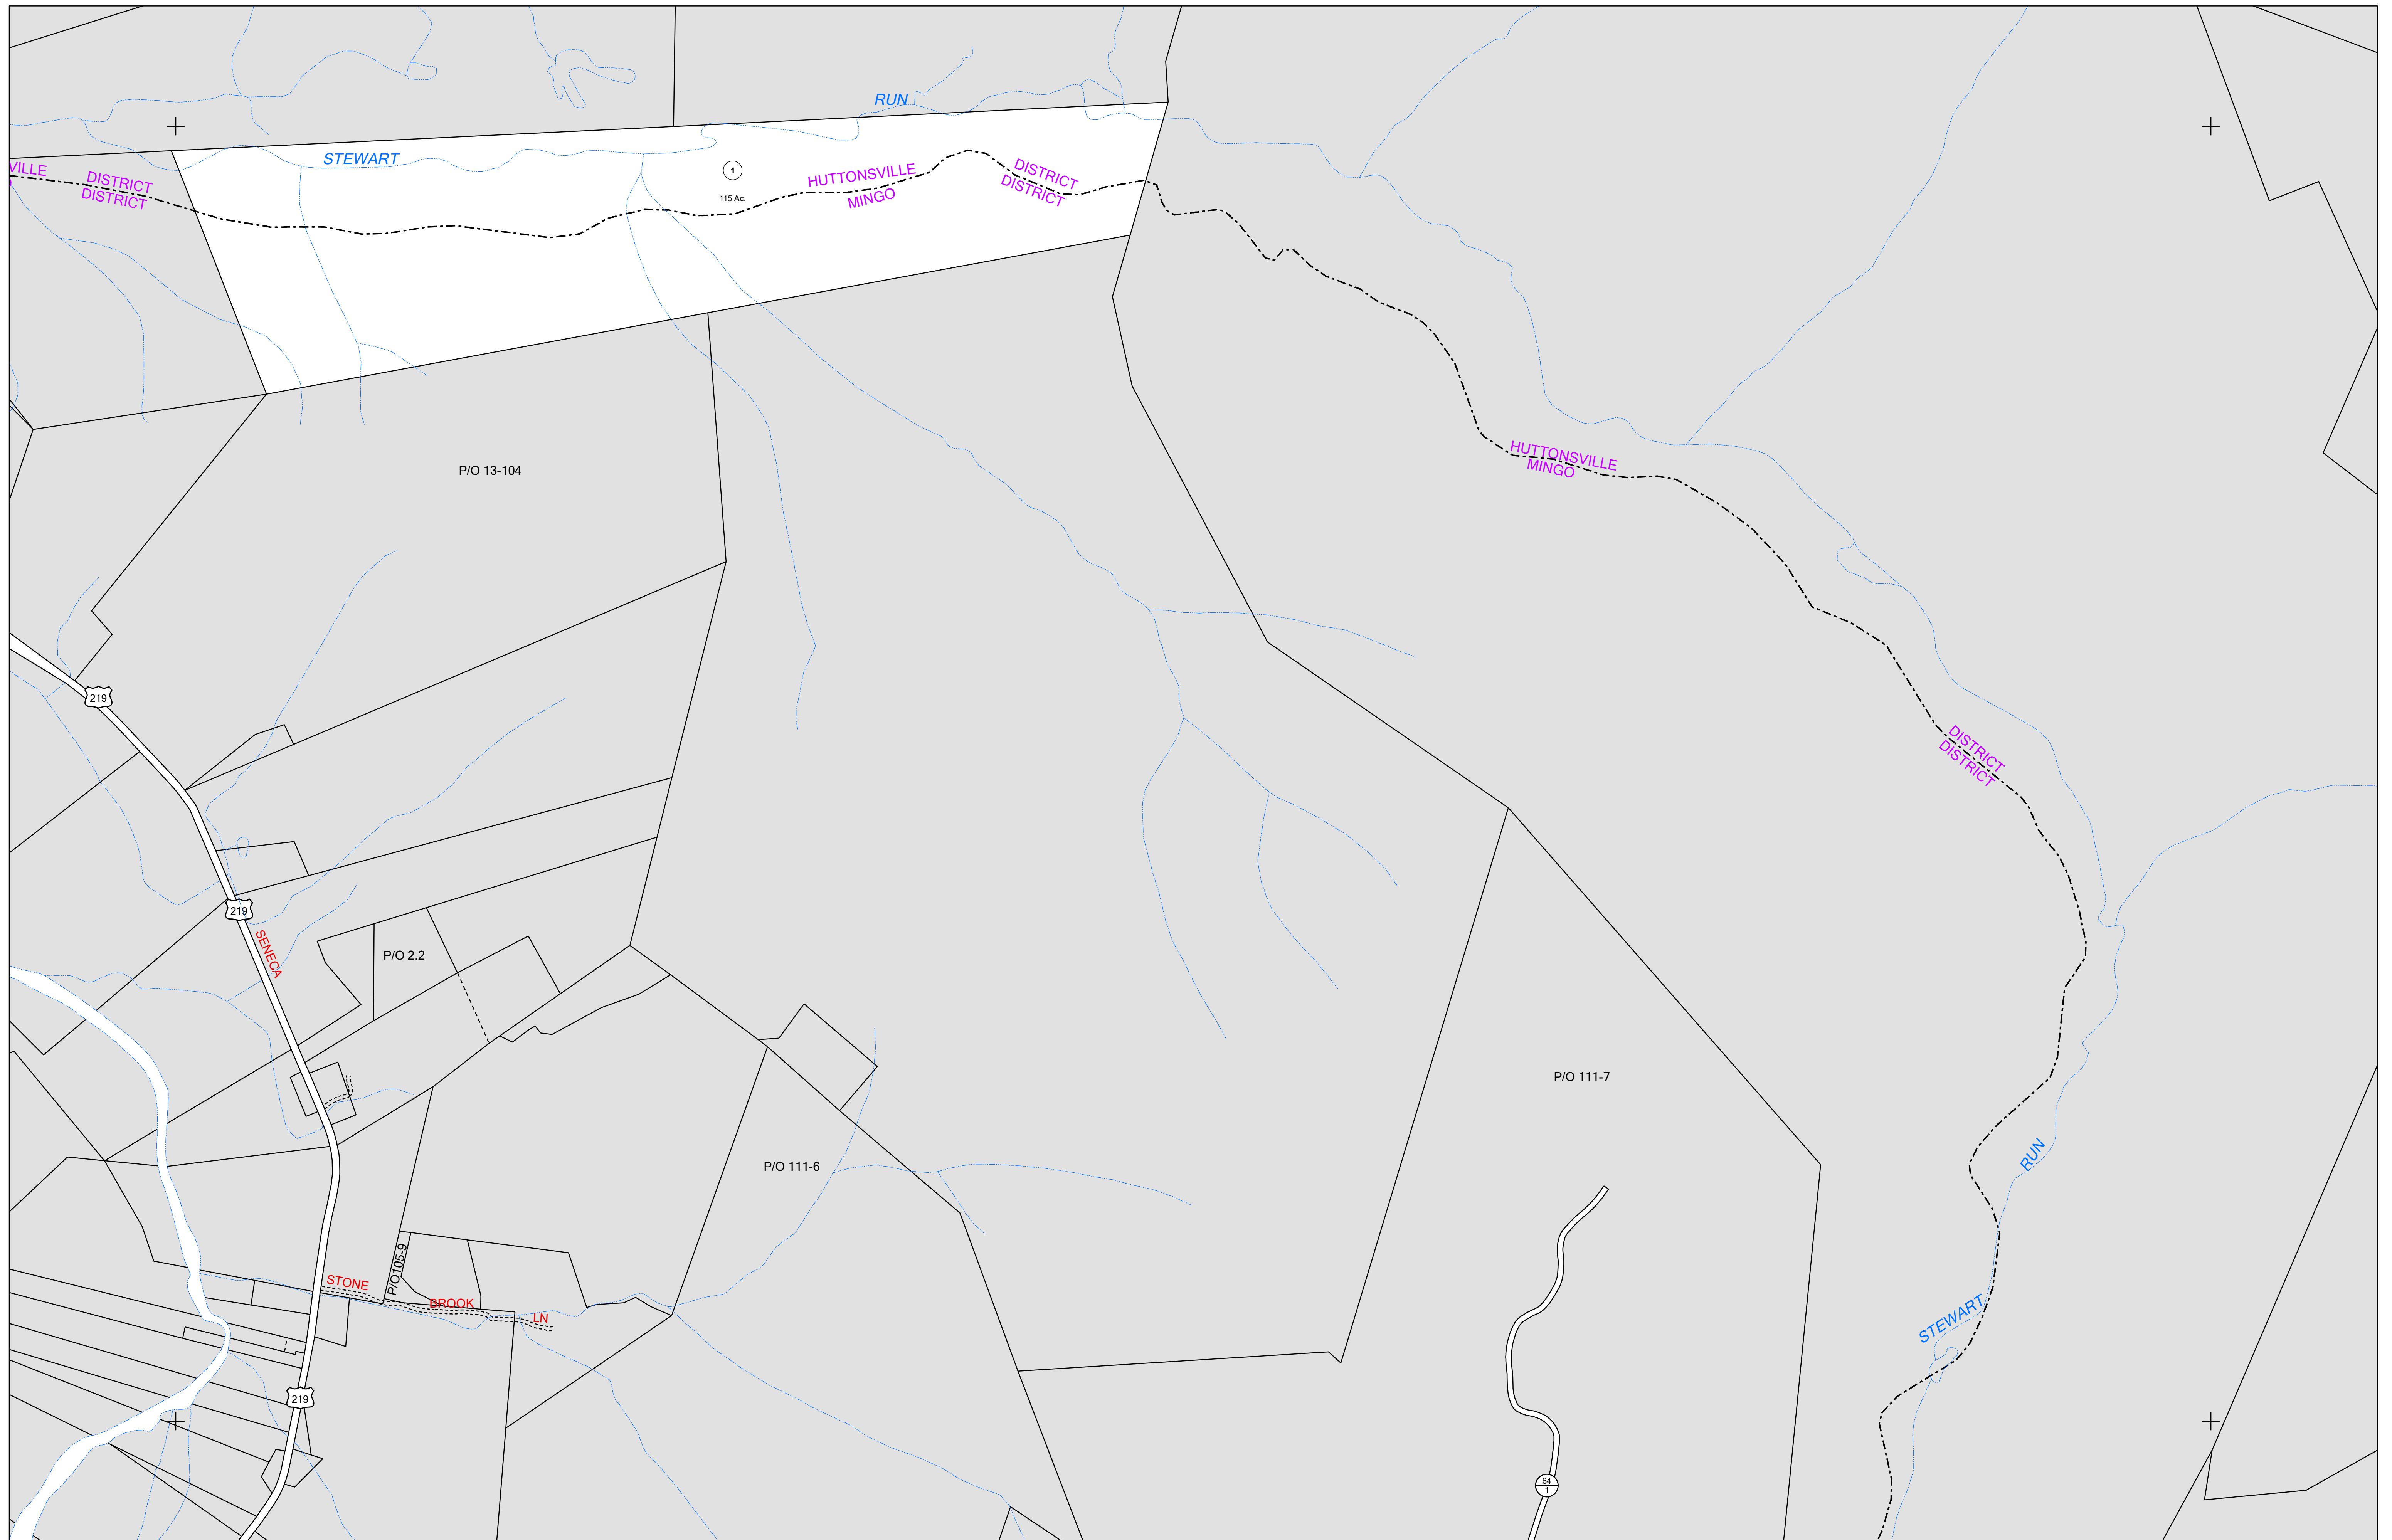 RUN
STEWART
VILLE
DISTRICT
DISTRICT
1
115 Ac.
HUTTONSVILLE
MINGO
DISTRICT
DISTRICT
P/O 13-104
HUTTONSVILLE
MINGO
219
DISTRICT
DISTRICT
219
SENECA
P/O 2.2
P/O 111-7
P/O 111-6
RUN
P/O105-9
STONE
BROOK
LN
STEWART
219
64
1